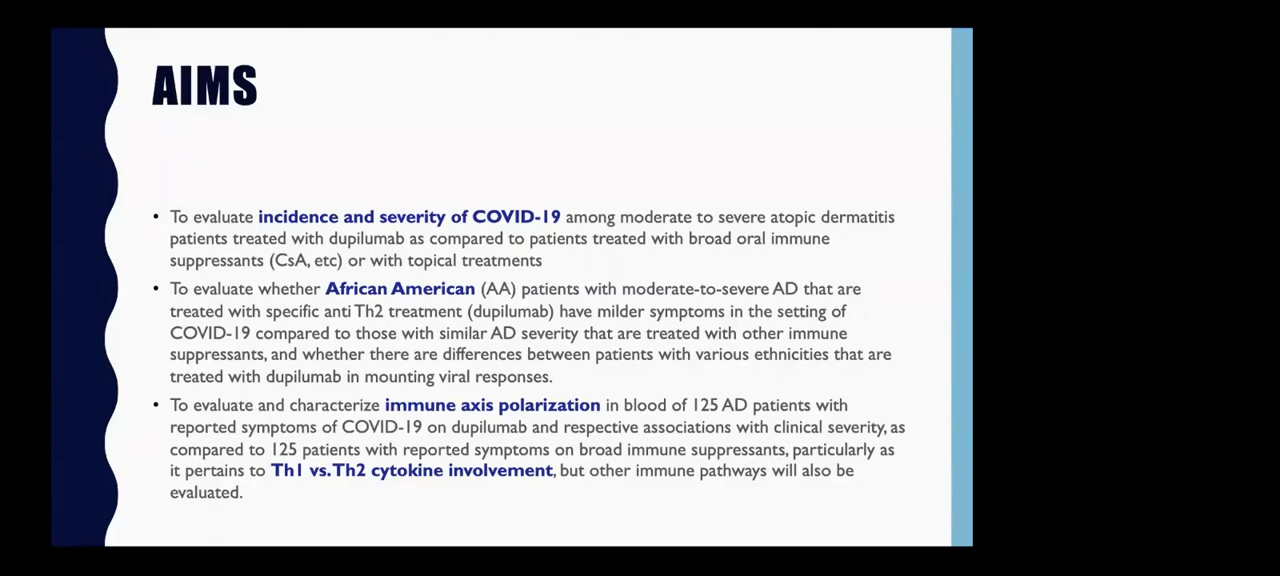 AIMS
• To evaluate incidence and severity of COVID-19 among moderate to severe atopic dermatitis
patients treated with dupilumab as compared to patients treated with broad oral immune
suppressants (CsA, etc) or with topical treatments
• To evaluate whether African American (AA) patients with moderate-to-severe AD that are
treated with specific anti Th2 treatment (dupilumab) have milder symptoms in the setting of
COVID-19 compared to those with similar AD severity that are treated with other immune
suppressants, and whether there are differences between patients with various ethnicities that are
treated with dupilumab in mounting viral responses.
• To evaluate and characterize immune axis polarization in blood of 125 AD patients with
reported symptoms of COVID-19 on dupilumab and respective associations with clinical severity, as
compared to 125 patients with reported symptoms on broad immune suppressants, particularly as
it pertains to Th1 vs. Th2 cytokine involvement, but other immune pathways will also be
evaluated.